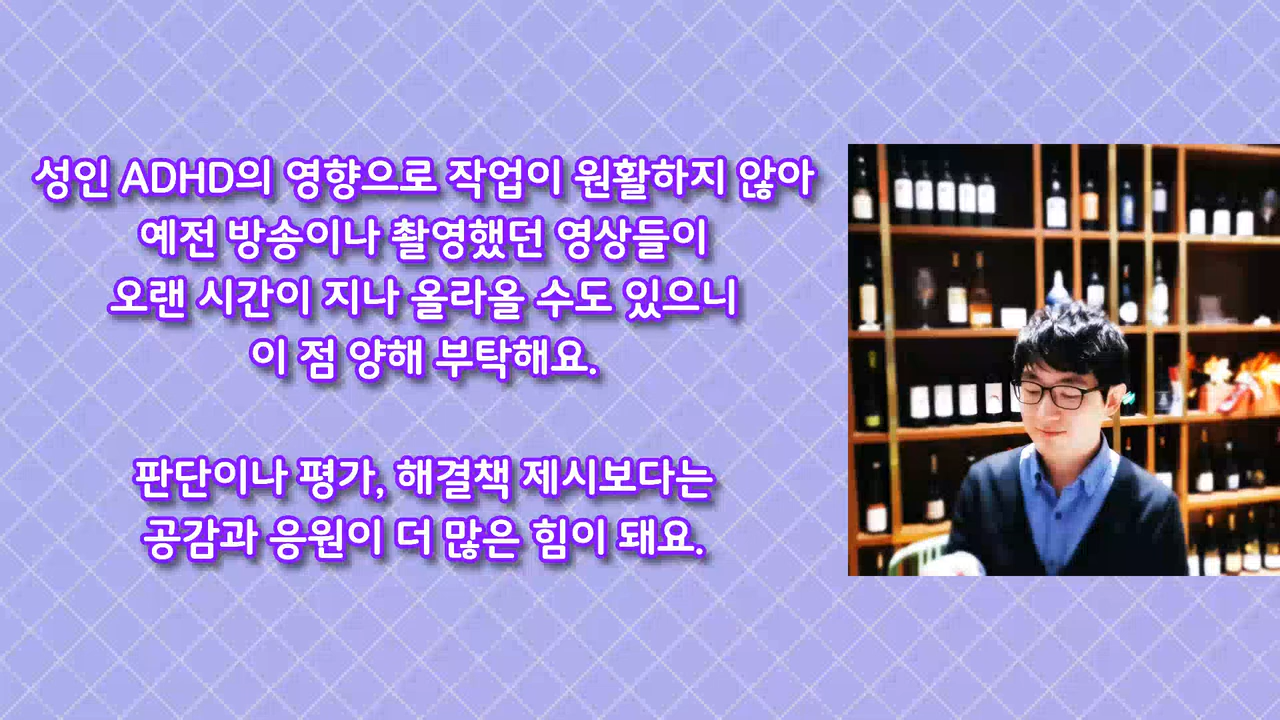 성인 ADHD의 영향으로 작업이 원활하지 않아
예전 방송이나 촬영했던 영상들이
오랜 시간이 지나 올라올 수도 있으니
이 점 양해 부탁해요.
판단이나 평가, 해결책 제시보다는
공감과 응원이 더 많은 힘이 돼요.